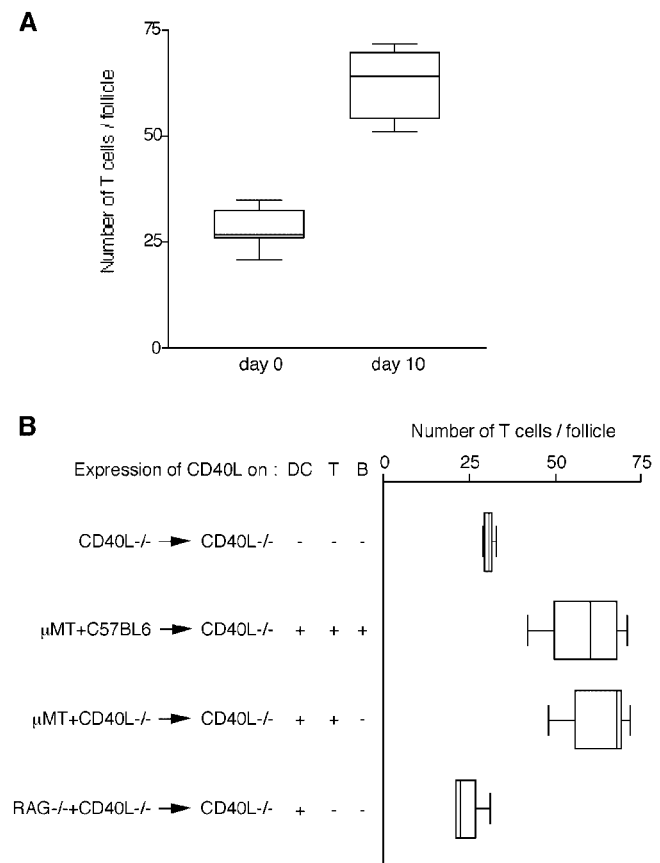 A
Number of T cells / follicle
75
50
25
0
day 0 day 10
B
Number of T cells / follicle
Expression of CD40L on : DC T B
0 25 50 75
CD40L-/- CD40L-/- - - -
μMT+C57BL6 CD40L-/- + + +
μMT+CD40L-/- CD40L-/- + + -
RAG-/-+CD40L-/- CD40L-/- + - -